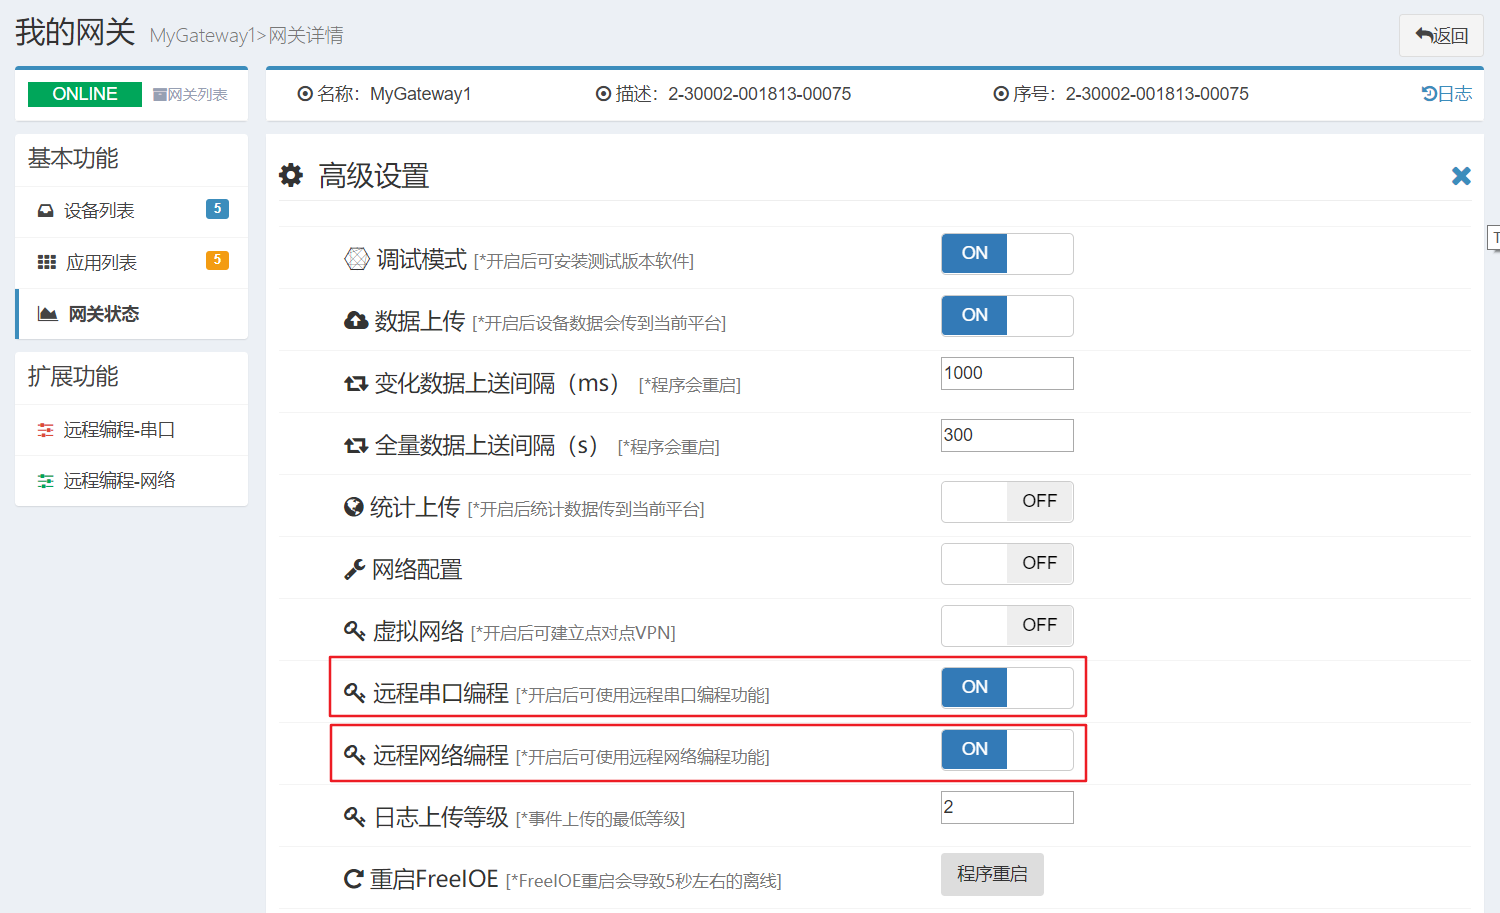 我的网关 MyGateway1>网关详情
返回
ONLINE 网关列表
名称：MyGateway1 描述：2-30002-001813-00075 序号：2-30002-001813-00075 日志
基本功能
设备列表 5
应用列表 5
网关状态
扩展功能
远程编程-串口
远程编程-网络
高级设置
调试模式 [*开启后可安装测试版本软件] ON
数据上传 [*开启后设备数据会传到当前平台] ON
变化数据上送间隔（ms） [*程序会重启] 1000
全量数据上送间隔（s） [*程序会重启] 300
统计上传 [*开启后统计数据传到当前平台] OFF
网络配置 OFF
虚拟网络 [*开启后可建立点对点VPN] OFF
远程串口编程 [*开启后可使用远程串口编程功能] ON
远程网络编程 [*开启后可使用远程网络编程功能] ON
日志上传等级 [*事件上传的最低等级] 2
重启FreeIOE [*FreeIOE重启会导致5秒左右的离线] 程序重启